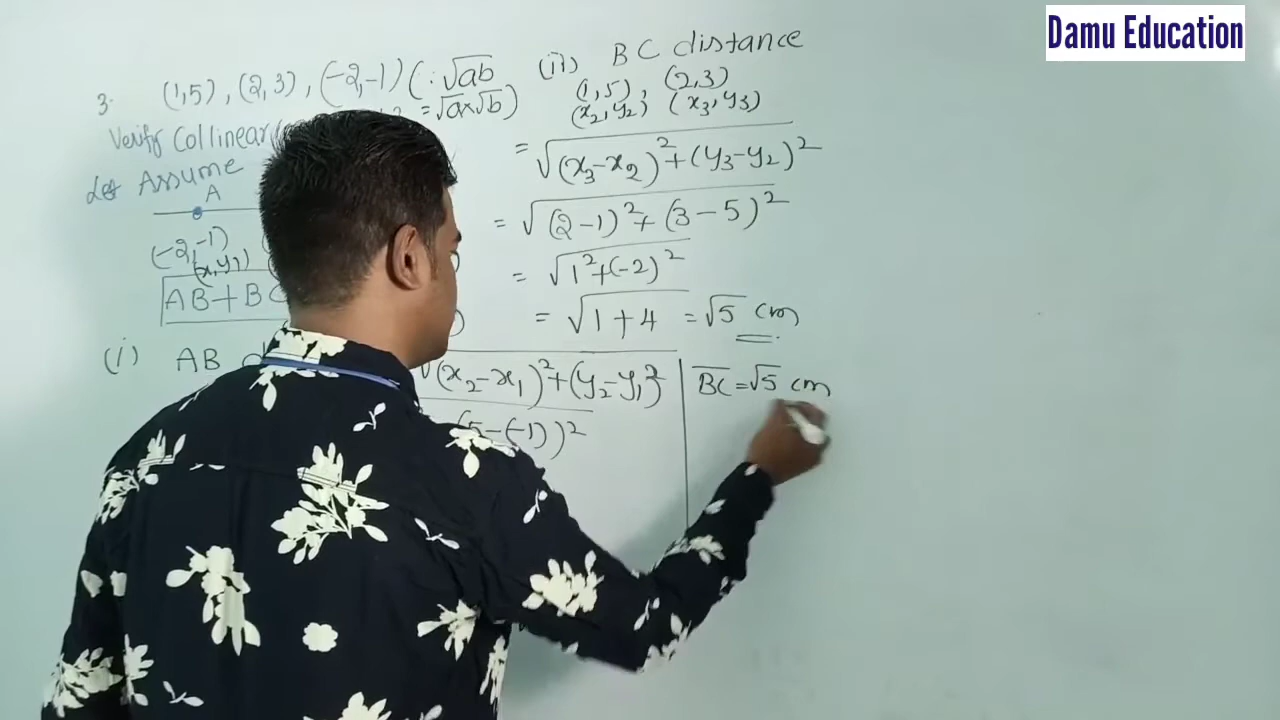 Damu Education
3. (1,5), (2,3), (-2,-1) (∵√ab
= √a×√b)
Verify Collinear
Let Assume
A
(-2,-1)
(x1,y1)
AB+BC
(i) AB
√(x₂-x₁)²+(y₂-y₁)²
(5-(-1))²
(ii) BC distance
(1,5), (2,3)
(x₂,y₂) (x₃,y₃)
= √(x₃-x₂)²+(y₃-y₂)²
= √(2-1)²+(3-5)²
= √1²+(-2)²
= √1+4 = √5 cm
BC = √5 cm